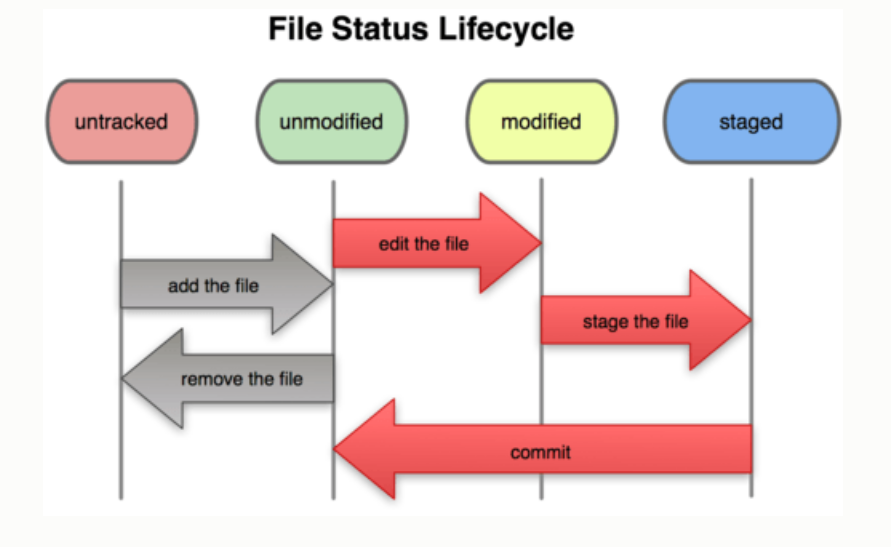 File Status Lifecycle
untracked
unmodified
modified
staged
edit the file
add the file
stage the file
remove the file
commit